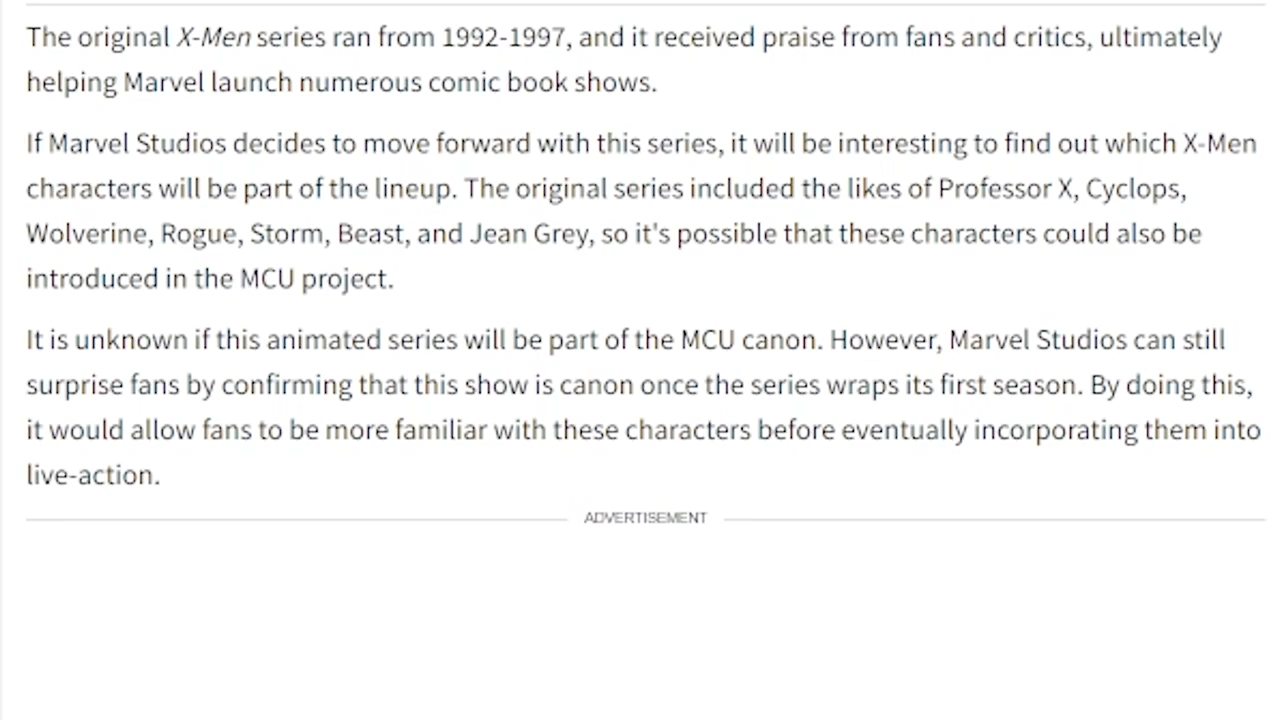 The original X-Men series ran from 1992-1997, and it received praise from fans and critics, ultimately
helping Marvel launch numerous comic book shows.
If Marvel Studios decides to move forward with this series, it will be interesting to find out which X-Men
characters will be part of the lineup. The original series included the likes of Professor X, Cyclops,
Wolverine, Rogue, Storm, Beast, and Jean Grey, so it's possible that these characters could also be
introduced in the MCU project.
It is unknown if this animated series will be part of the MCU canon. However, Marvel Studios can still
surprise fans by confirming that this show is canon once the series wraps its first season. By doing this,
it would allow fans to be more familiar with these characters before eventually incorporating them into
live-action.
ADVERTISEMENT